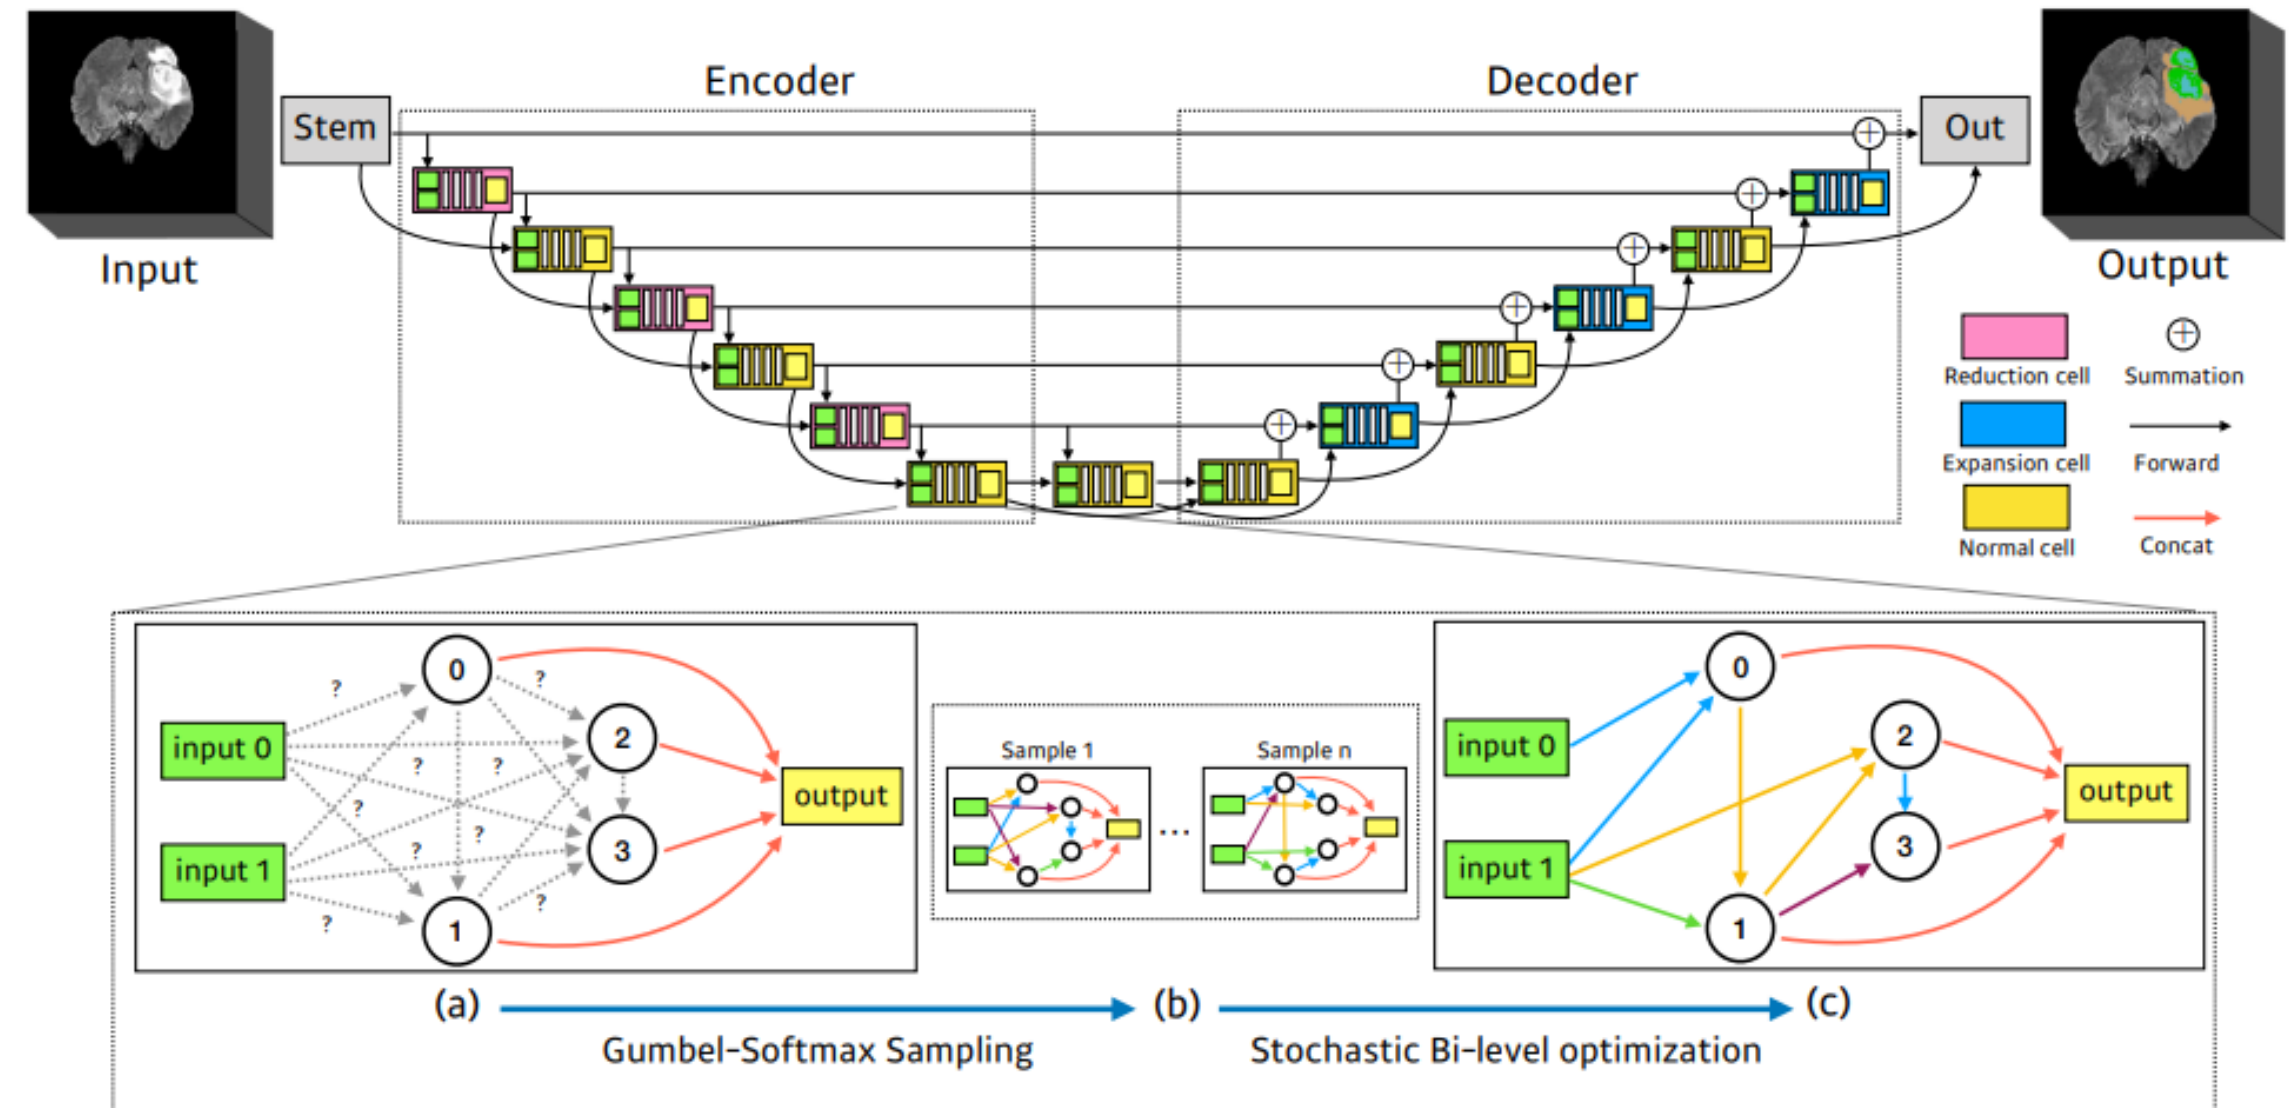 Encoder
Decoder
Stem
Out
Input
Output
Reduction cell
Summation
Expansion cell
Forward
Normal cell
Concat
0
?
?
2
input 0
?
?
output
?
?
3
input 1
?
?
?
1
Sample 1
Sample n
...
0
2
input 0
output
3
input 1
1
(a)
(b)
(c)
Gumbel-Softmax Sampling
Stochastic Bi-level optimization